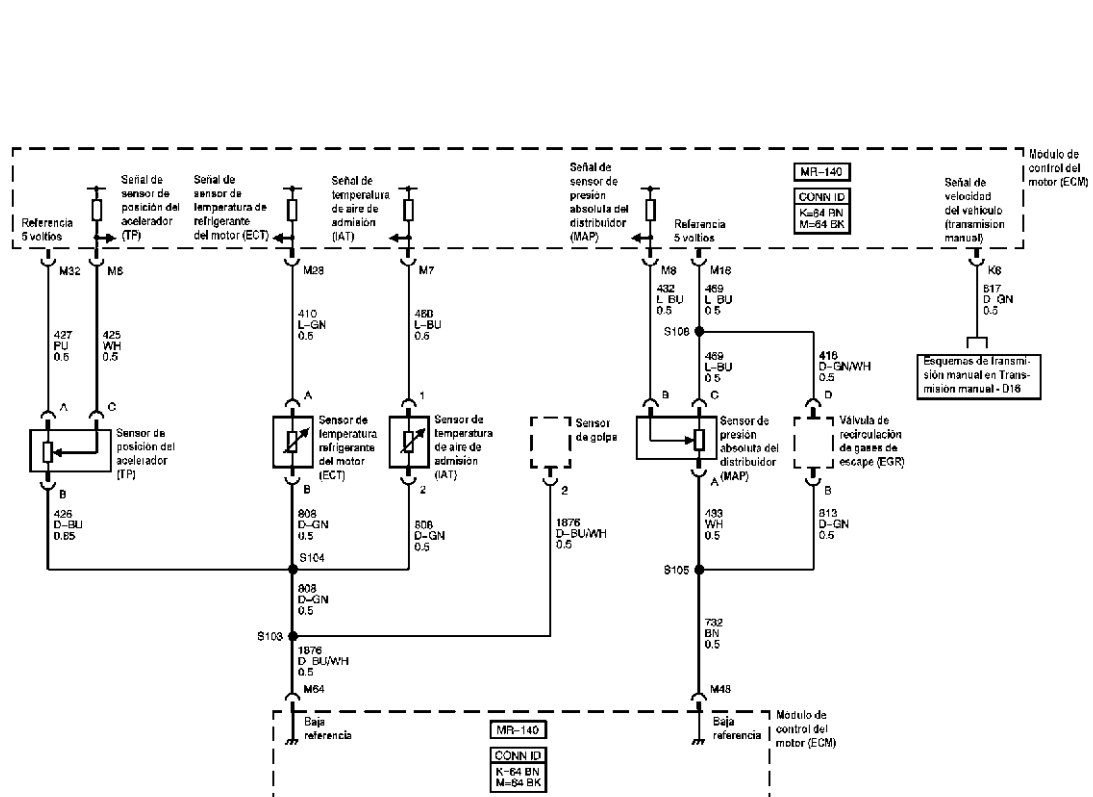 Módulo de
control del
motor (ECM)
MR-140
CONN ID
K=64 BN
M=64 BK
Referencia
5 voltios
Señal de
sensor de
posición del
acelerador
(TP)
Señal de
sensor de
temperatura de
refrigerante
del motor (ECT)
Señal de
temperatura
de aire de
admisión
(IAT)
Señal de
sensor de
presión
absoluta del
distribuidor
(MAP)
Referencia
5 voltios
Señal de
velocidad
del vehículo
(transmision
manual)
M32
M6
M28
M7
M8
M16
K6
427
PU
0.5
425
WH
0.5
410
L-GN
0.5
460
L-BU
0.5
432
L BU
0.5
469
L BU
0.5
817
D GN
0.5
S108
469
L-BU
0.5
416
D-GN/WH
0.5
Esquemas de transmi-
sión manual en Trans-
misión manual - D16
A
C
A
1
B
C
D
Sensor de
posición del
acelerador
(TP)
Sensor de
temperatura
refrigerante
del motor
(ECT)
Sensor de
temperatura
de aire de
admisión
(IAT)
Sensor
de golpe
Sensor de
presión
absoluta del
distribuidor
(MAP)
Válvula de
recirculación
de gases de
escape (EGR)
B
B
2
2
A
B
426
D-BU
0.85
808
D-GN
0.5
808
D-GN
0.5
1876
D-BU/WH
0.5
433
WH
0.5
813
D-GN
0.5
S104
S105
808
D-GN
0.5
S103
732
BN
0.5
1876
D BU/WH
0.5
M64
M48
Baja
referencia
MR-140
CONN ID
K-64 BN
M=64 BK
Baja
referencia
Módulo de
control del
motor (ECM)